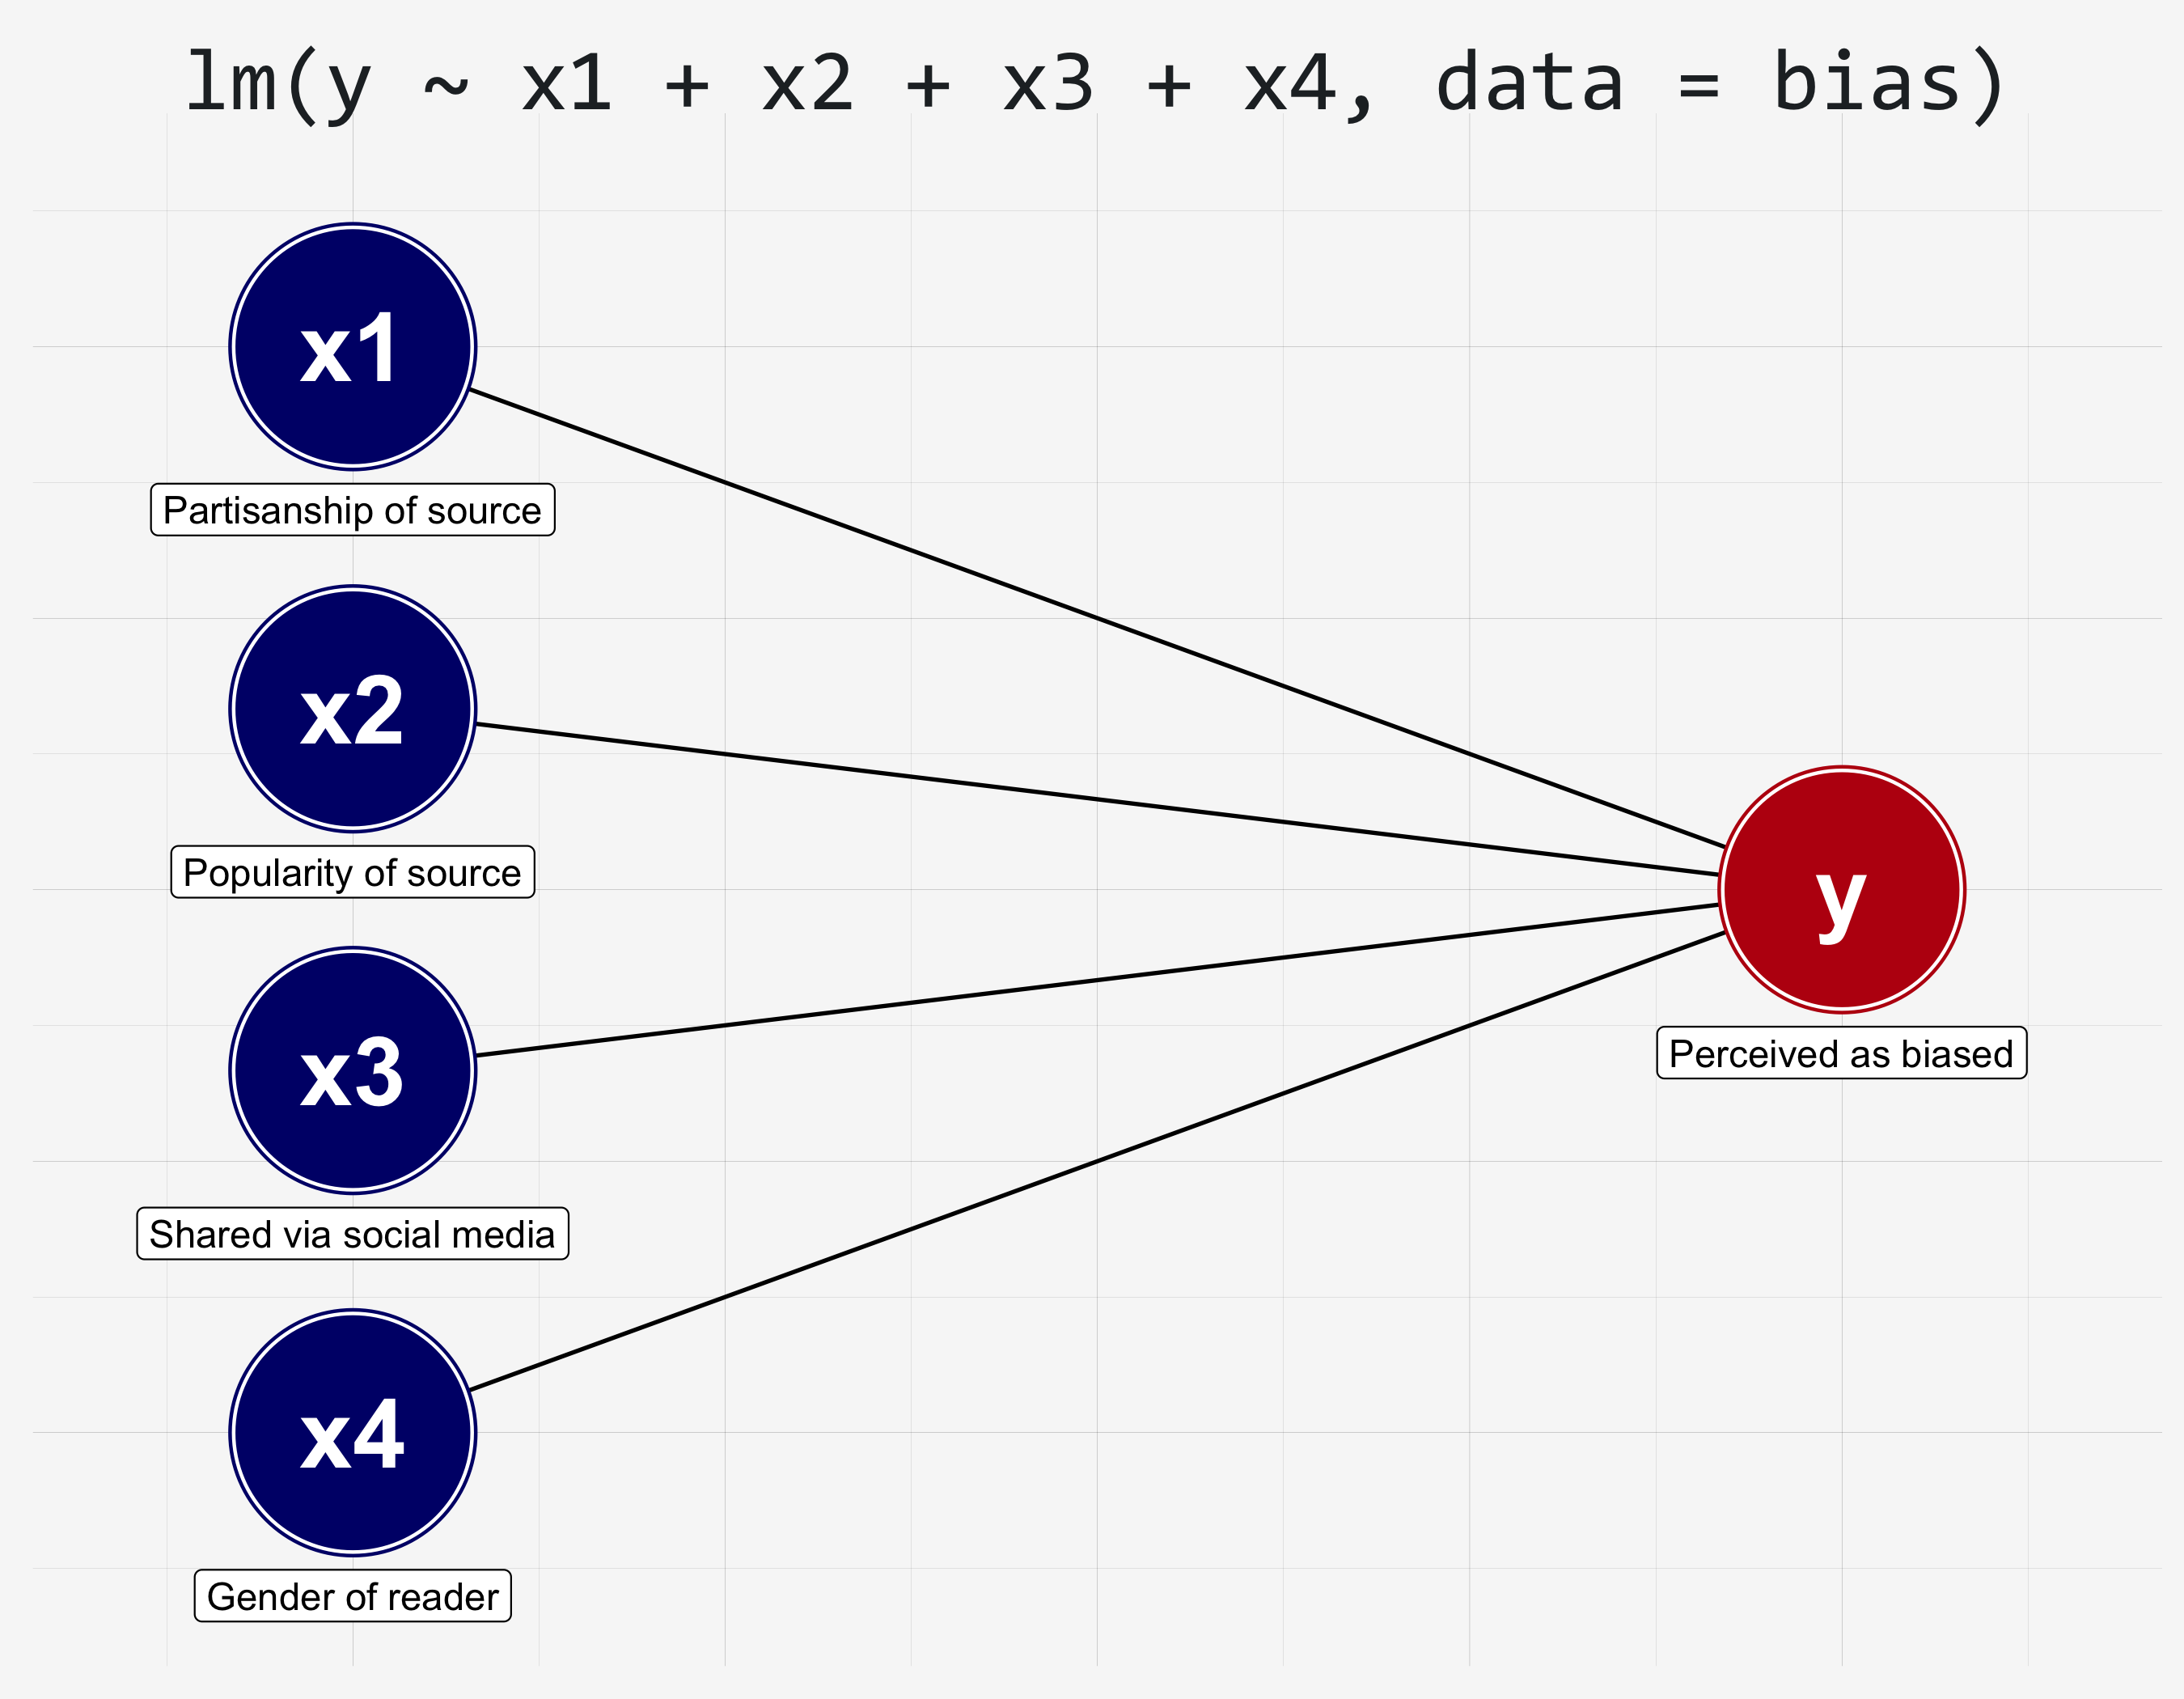 lm(y ~ x1 + x2 + x3 + x4, data = bias)
x1
Partisanship of source
x2
Popularity of source
x3
Shared via social media
x4
Gender of reader
y
Perceived as biased